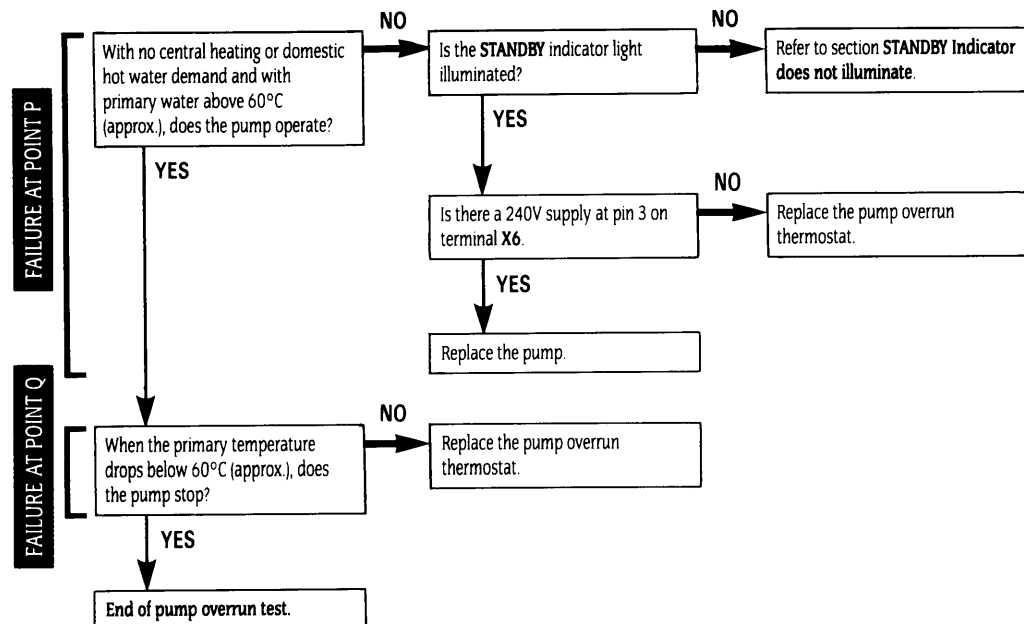 FAILURE AT POINT P
With no central heating or domestic
hot water demand and with
primary water above 60°C
(approx.), does the pump operate?
NO
Is the STANDBY indicator light
illuminated?
NO
Refer to section STANDBY Indicator
does not illuminate.
YES
YES
Is there a 240V supply at pin 3 on
terminal X6.
NO
Replace the pump overrun
thermostat.
YES
Replace the pump.
FAILURE AT POINT Q
When the primary temperature
drops below 60°C (approx.), does
the pump stop?
NO
Replace the pump overrun
thermostat.
YES
End of pump overrun test.